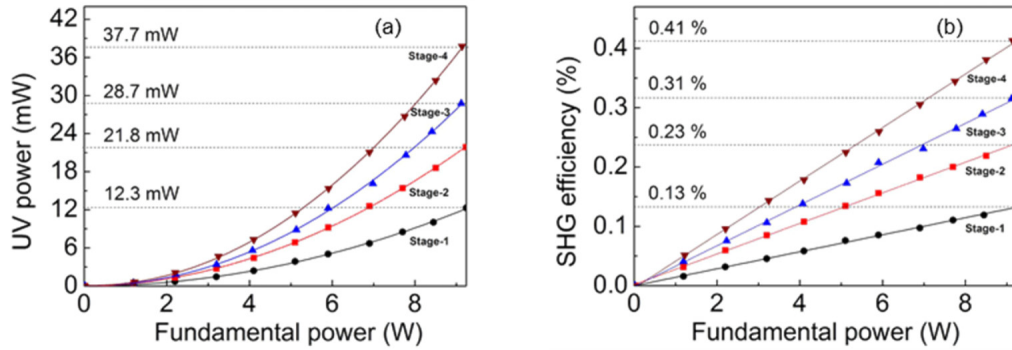 (a)
42
36
30
24
18
12
6
0
UV power (mW)
37.7 mW
28.7 mW
21.8 mW
12.3 mW
Stage-4
Stage-3
Stage-2
Stage-1
0 2 4 6 8
Fundamental power (W)
(b)
0.4
0.3
0.2
0.1
0.0
SHG efficiency (%)
0.41 %
0.31 %
0.23 %
0.13 %
Stage-4
Stage-3
Stage-2
Stage-1
0 2 4 6 8
Fundamental power (W)